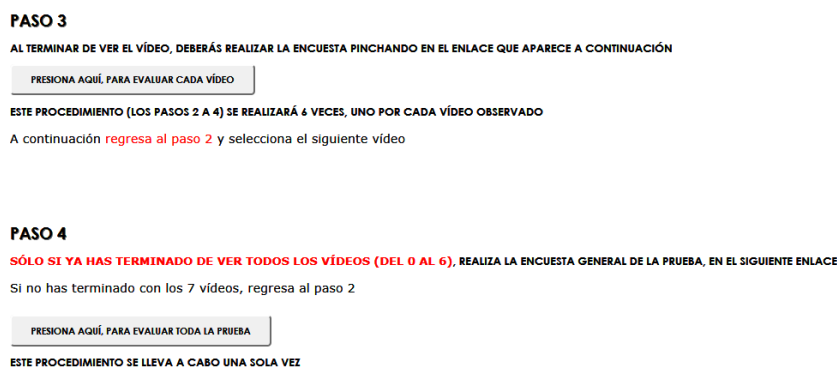 PASO 3
AL TERMINAR DE VER EL VÍDEO, DEBERÁS REALIZAR LA ENCUESTA PINCHANDO EN EL ENLACE QUE APARECE A CONTINUACIÓN
PRESIONA AQUÍ, PARA EVALUAR CADA VÍDEO
ESTE PROCEDIMIENTO (LOS PASOS 2 A 4) SE REALIZARÁ 6 VECES, UNO POR CADA VÍDEO OBSERVADO
A continuación regresa al paso 2 y selecciona el siguiente vídeo
PASO 4
SÓLO SI YA HAS TERMINADO DE VER TODOS LOS VÍDEOS (DEL 0 AL 6), REALIZA LA ENCUESTA GENERAL DE LA PRUEBA, EN EL SIGUIENTE ENLACE
Si no has terminado con los 7 vídeos, regresa al paso 2
PRESIONA AQUÍ, PARA EVALUAR TODA LA PRUEBA
ESTE PROCEDIMIENTO SE LLEVA A CABO UNA SOLA VEZ